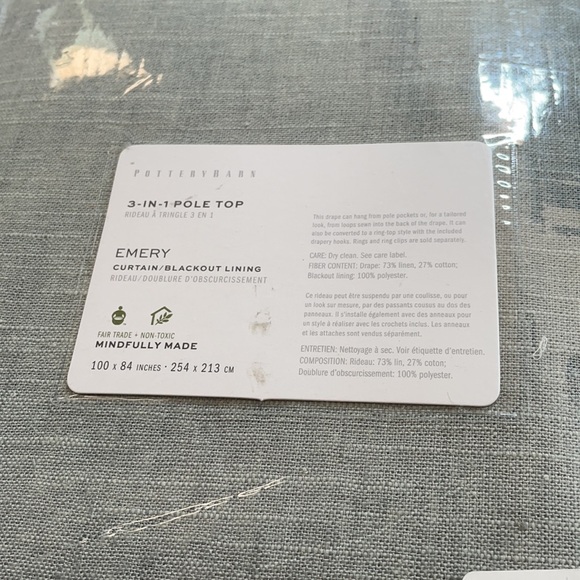 POTTERY BARN
3-IN-1 POLE TOP
RIDEAU À TRINGLE 3 EN 1
EMERY
CURTAIN/BLACKOUT LINING
RIDEAU/DOUBLURE D'OBSCURCISSEMENT
FAIR TRADE + NON-TOXIC
MINDFULLY MADE
100 x 84 INCHES · 254 x 213 CM
This drape can hang from pole pockets or, for a tailored
look, from loops sewn into the back of the drape. It can
also be converted to a ring-top style with the included
drapery hooks. Rings and ring clips are sold separately.
CARE: Dry clean. See care label.
FIBER CONTENT: Drape: 73% linen, 27% cotton;
Blackout lining: 100% polyester.
Ce rideau peut être suspendu par une coulisse, ou pour
un look sur mesure, par des passants cousus au dos des
panneaux. Il s'installe également avec des anneaux pour
un style à réaliser avec les crochets inclus. Les anneaux
et les attaches sont vendus séparément.
ENTRETIEN: Nettoyage à sec. Voir étiquette d'entretien.
COMPOSITION: Rideau: 73% lin, 27% coton;
Doublure d'obscurcissement: 100% polyester.